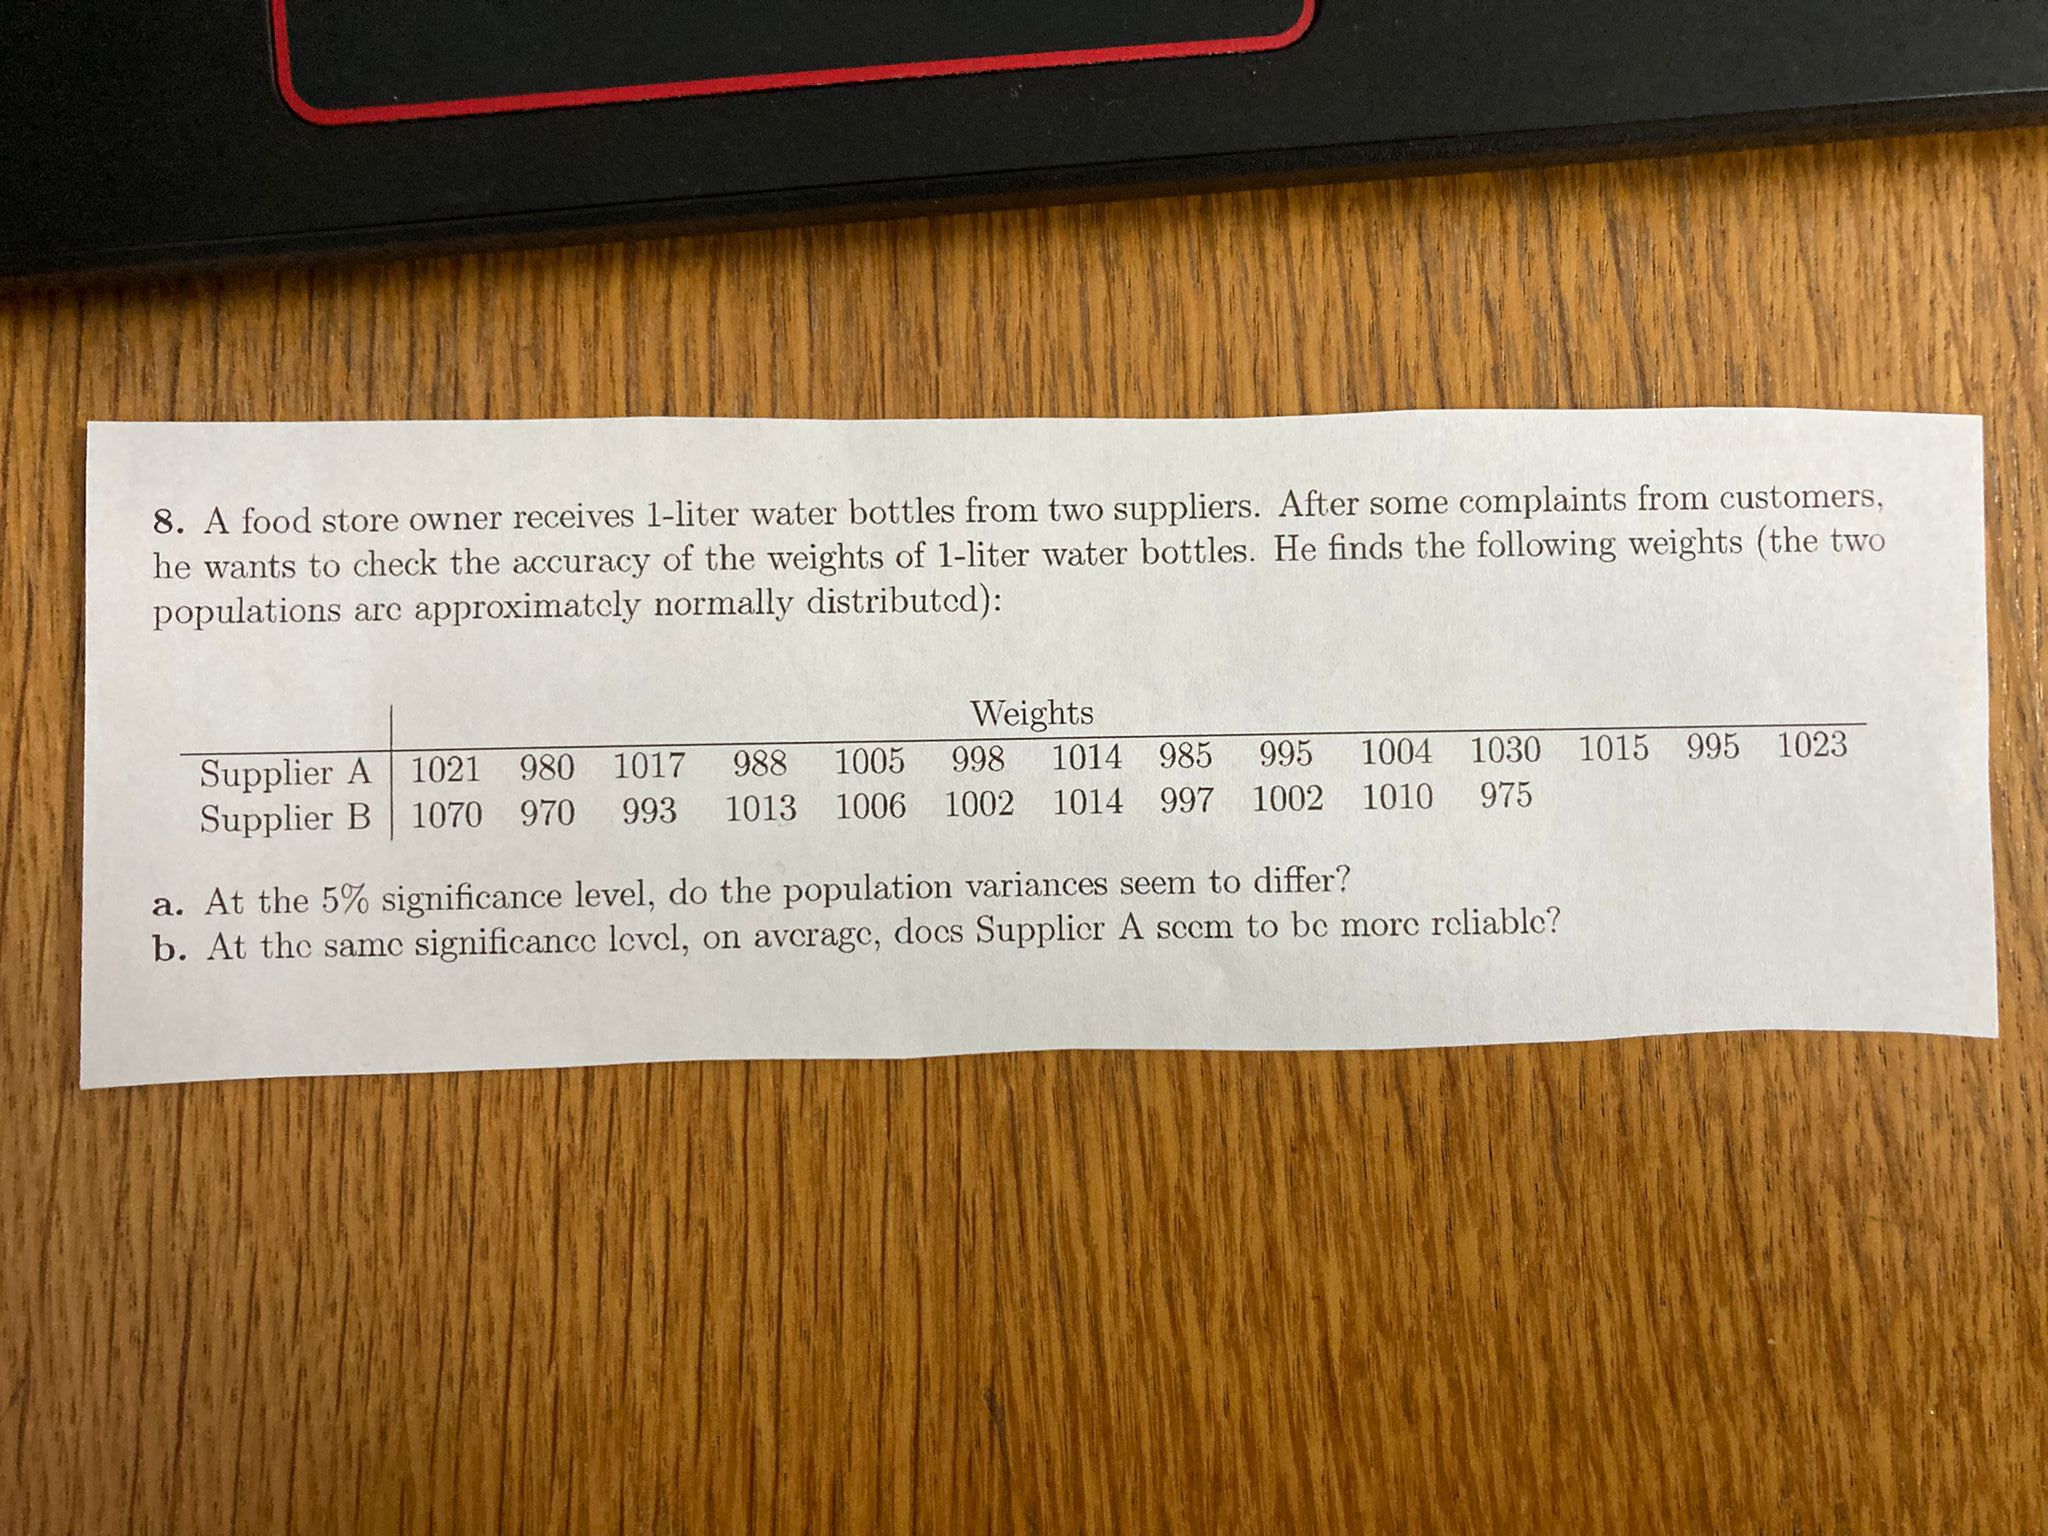 8. A food store owner receives 1-liter water bottles from two suppliers. After some complaints from customers,
he wants to check the accuracy of the weights of 1-liter water bottles. He finds the following weights (the two
populations are approximately normally distributed):
Weights
Supplier A 1021 980 1017 988 1005 998 1014 985 995 1004 1030 1015 995 1023
Supplier B 1070 970 993 1013 1006 1002 1014 997 1002 1010 975
a. At the 5% significance level, do the population variances seem to differ?
b. At the same significance level, on average, does Supplier A seem to be more reliable?